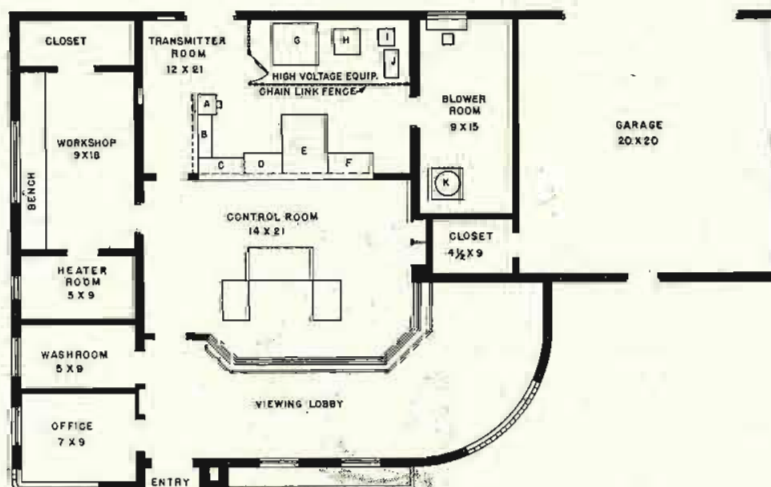 CLOSET
TRANSMITTER
ROOM
12 X 21
G
H
I
J
HIGH VOLTAGE EQUIP.
CHAIN LINK FENCE
A
B
C
D
E
F
WORKSHOP
9 X 18
BENCH
BLOWER
ROOM
9 X 15
K
GARAGE
20 X 20
CONTROL ROOM
14 X 21
CLOSET
4½ X 9
HEATER
ROOM
5 X 9
WASHROOM
5 X 9
VIEWING LOBBY
OFFICE
7 X 9
ENTRY